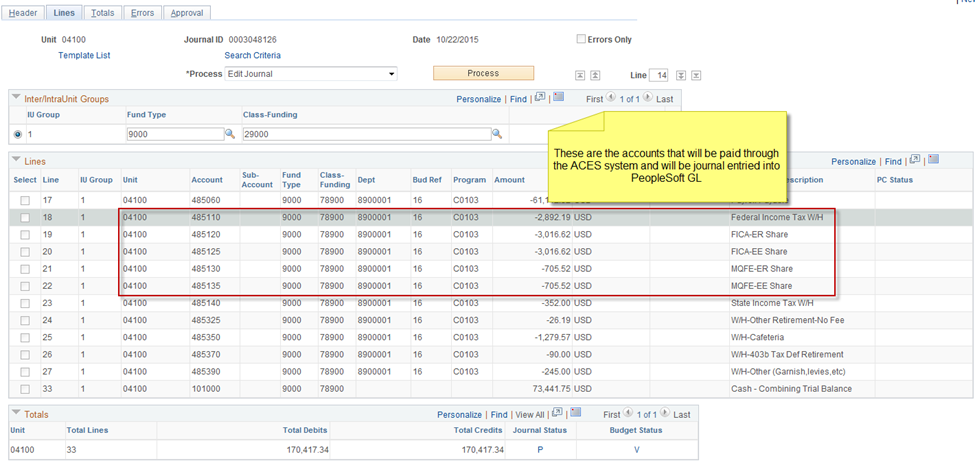 Header Lines Totals Errors Approval
Unit 04100 Journal ID 0003048126 Date 10/22/2015 Errors Only
Template List Search Criteria
*Process Edit Journal Process Line 14
Inter/IntraUnit Groups Personalize | Find | First 1 of 1 Last
IU Group Fund Type Class-Funding
1 9000 29000
These are the accounts that will be paid through
the ACES system and will be journal entried into
PeopleSoft GL
Lines Personalize | Find |
Select Line IU Group Unit Account Sub-Account Fund Type Class-Funding Dept Bud Ref Program Amount PC Status
17 1 04100 485060 9000 78900 8900001 16 C0103
18 1 04100 485110 9000 78900 8900001 16 C0103 -2,892.19 USD Federal Income Tax W/H
19 1 04100 485120 9000 78900 8900001 16 C0103 -3,016.62 USD FICA-ER Share
20 1 04100 485125 9000 78900 8900001 16 C0103 -3,016.62 USD FICA-EE Share
21 1 04100 485130 9000 78900 8900001 16 C0103 -705.52 USD MQFE-ER Share
22 1 04100 485135 9000 78900 8900001 16 C0103 -705.52 USD MQFE-EE Share
23 1 04100 485140 9000 78900 8900001 16 C0103 -352.00 USD State Income Tax W/H
24 1 04100 485325 9000 78900 8900001 16 C0103 -26.19 USD W/H-Other Retirement-No Fee
25 1 04100 485350 9000 78900 8900001 16 C0103 -1,279.57 USD W/H-Cafeteria
26 1 04100 485370 9000 78900 8900001 16 C0103 -90.00 USD W/H-403b Tax Def Retirement
27 1 04100 485390 9000 78900 8900001 16 C0103 -245.00 USD W/H-Other (Garnish,levies,etc)
33 1 04100 101000 9000 78900 73,441.75 USD Cash - Combining Trial Balance
Totals Personalize | Find | View All | First 1 of 1 Last
Unit Total Lines Total Debits Total Credits Journal Status Budget Status
04100 33 170,417.34 170,417.34 P V